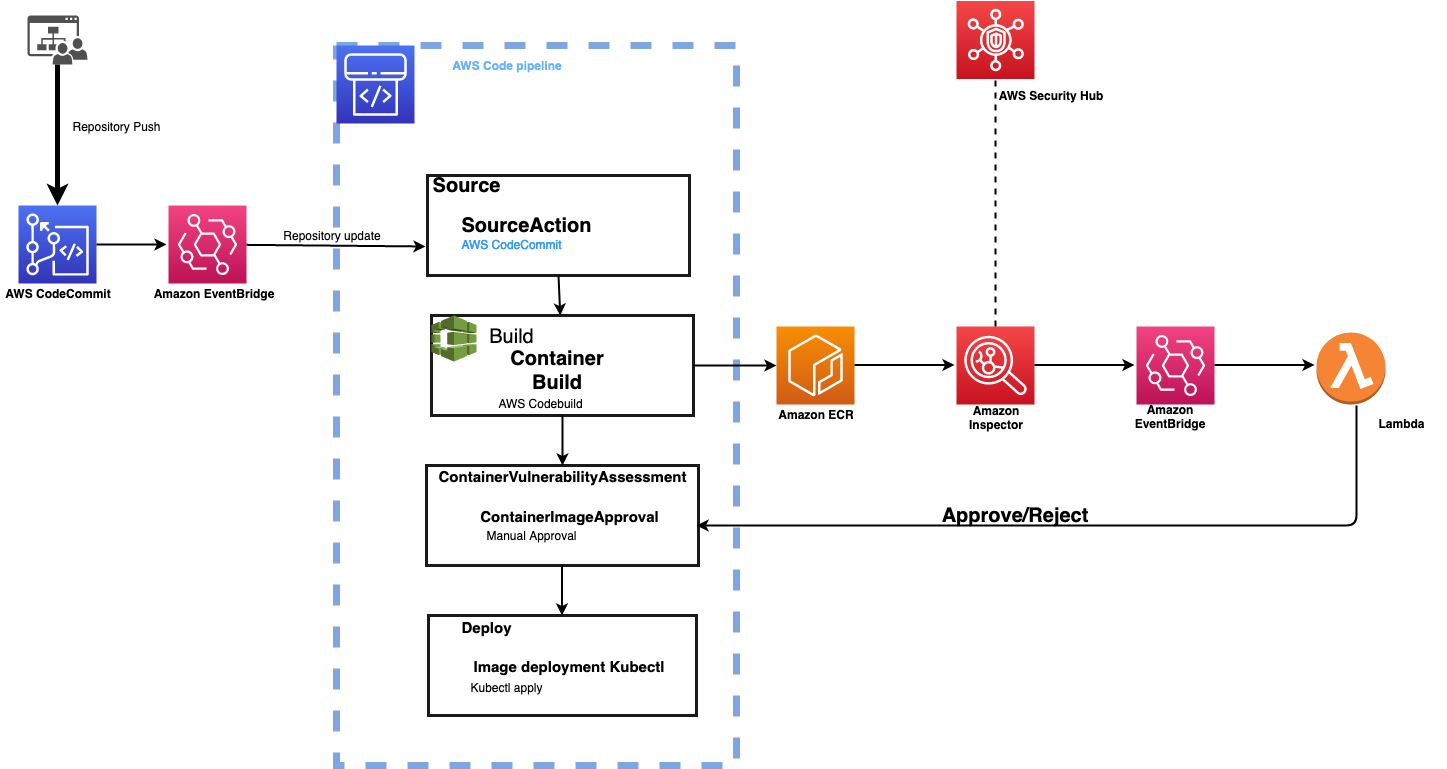 AWS Code pipeline
AWS Security Hub
Repository Push
Source
SourceAction
AWS CodeCommit
Repository update
AWS CodeCommit
Amazon EventBridge
Build
Container
Build
AWS Codebuild
Amazon ECR
Amazon
Inspector
Amazon
EventBridge
Lambda
ContainerVulnerabilityAssessment
ContainerImageApproval
Manual Approval
Approve/Reject
Deploy
Image deployment Kubectl
Kubectl apply